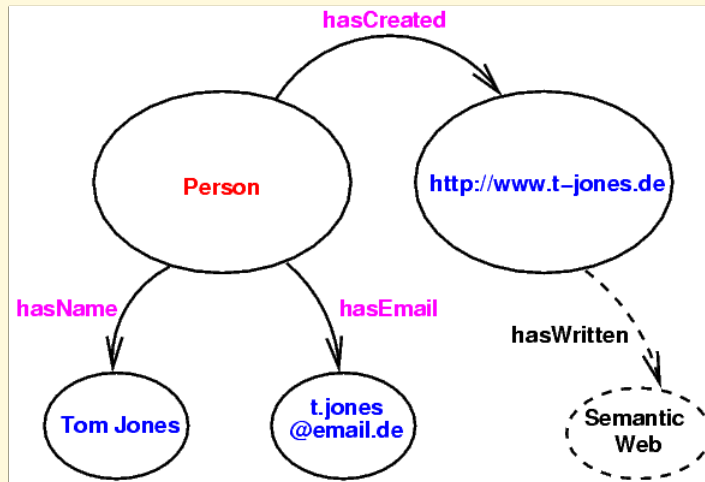 hasCreated
Person
http://www.t-jones.de
hasName
hasEmail
hasWritten
Tom Jones
t.jones
@email.de
Semantic
Web